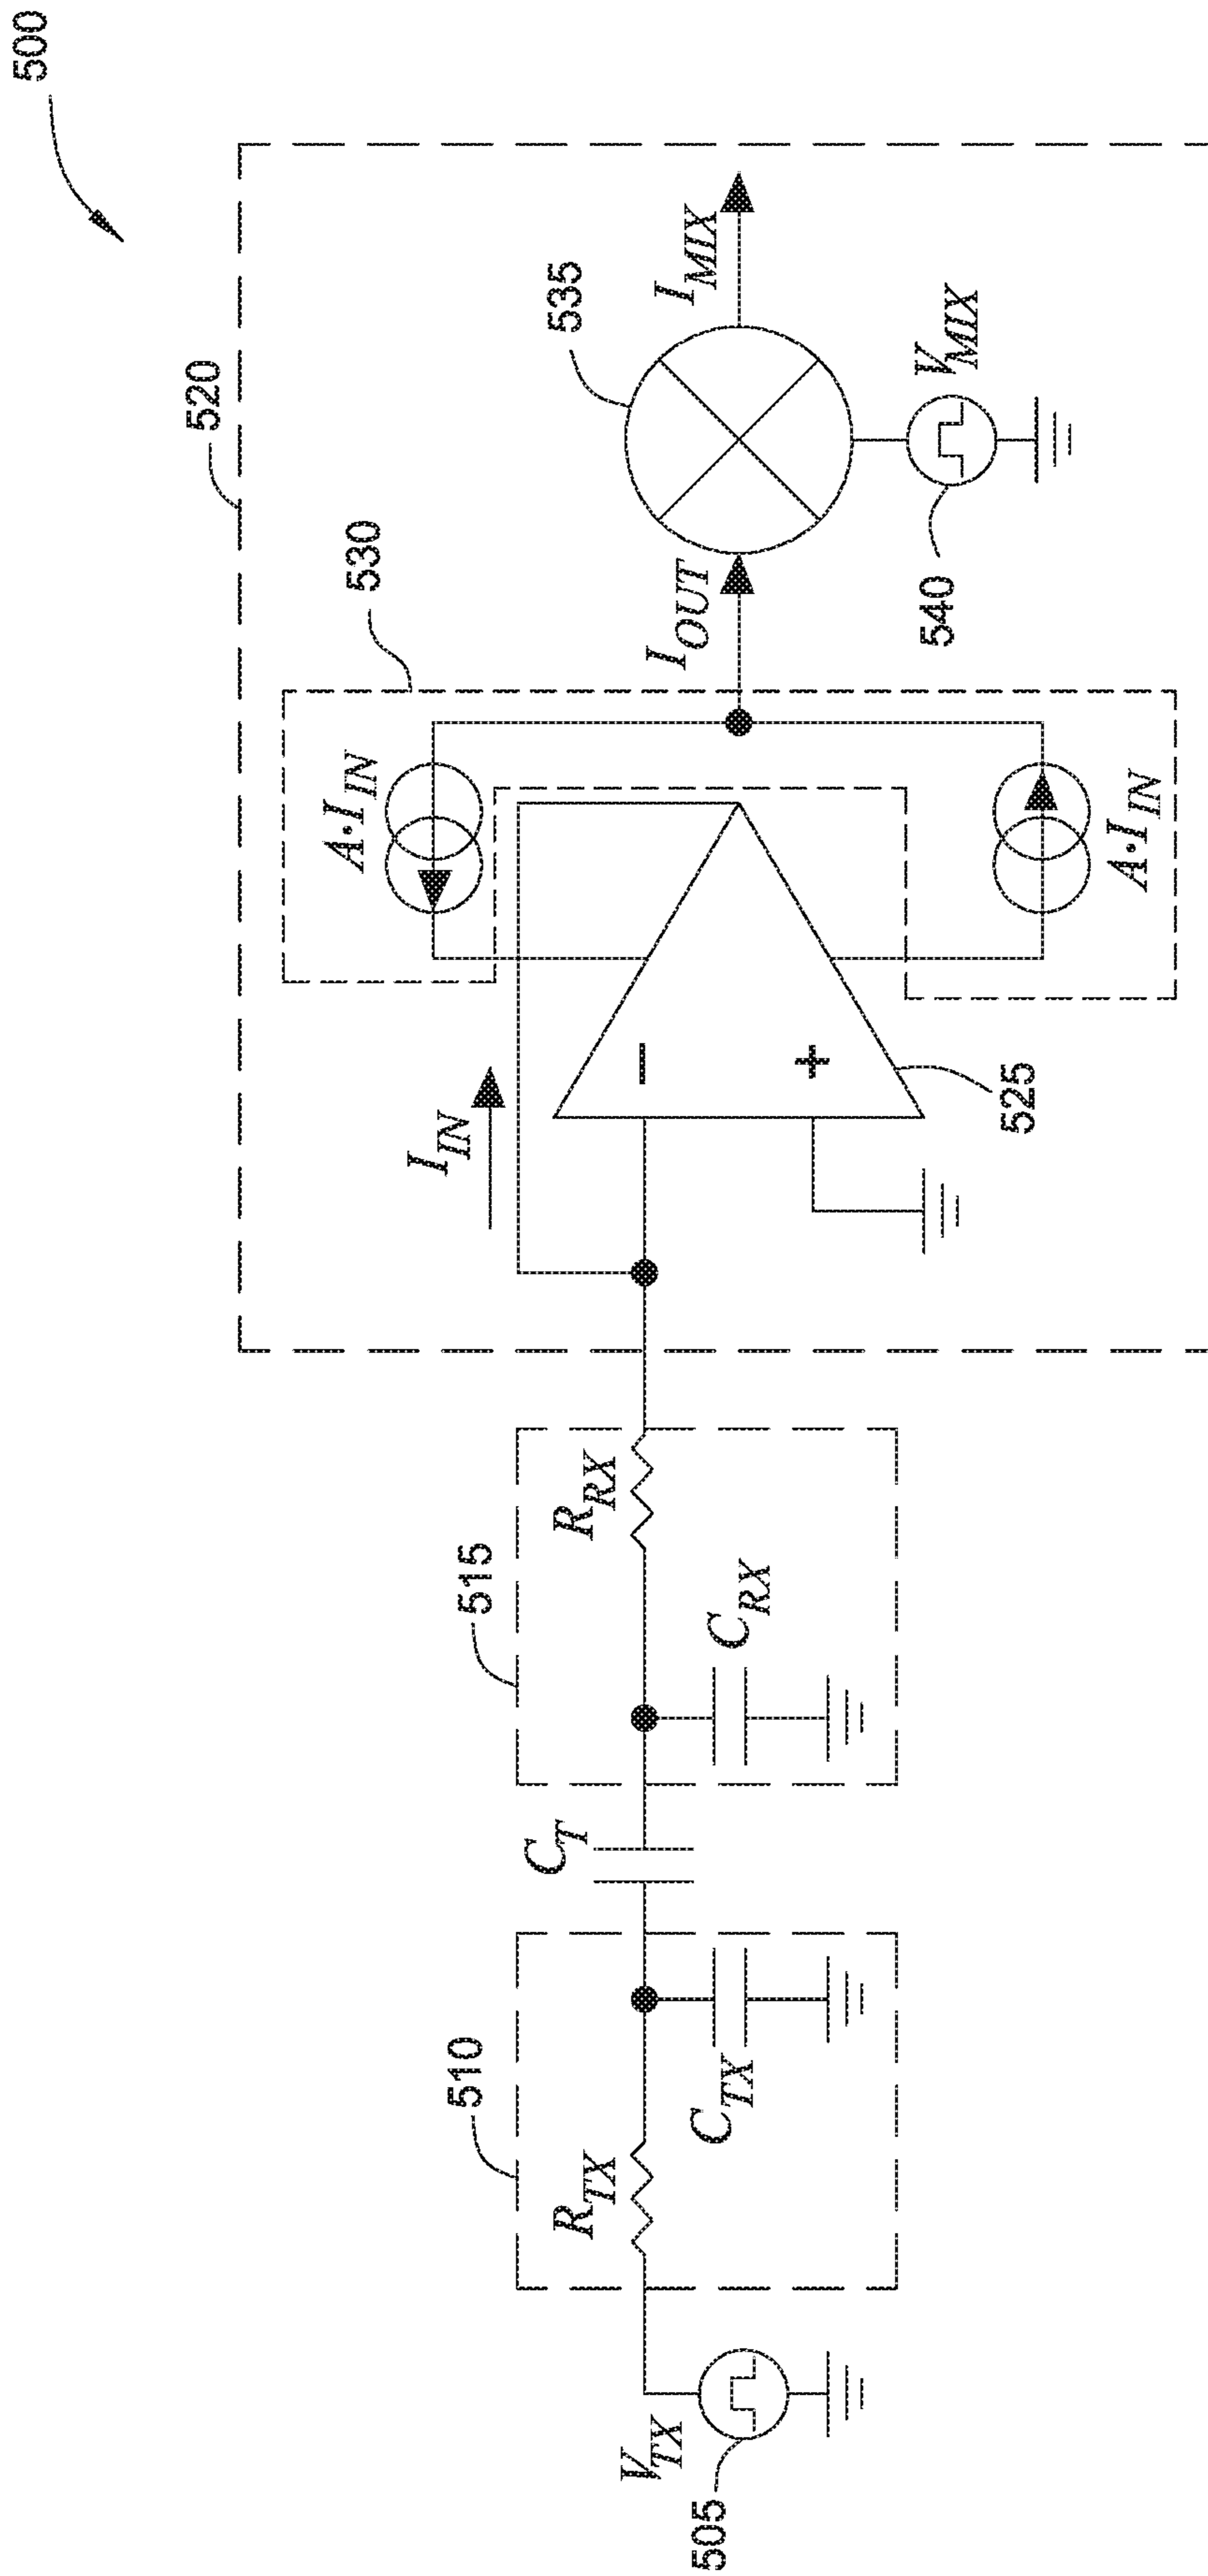 500
520
530
535
A·I_IN
I_IN
I_OUT
I_MIX
−
+
525
A·I_IN
540
V_MIX
515
R_RX
C_RX
C_T
510
R_TX
C_TX
V_TX
505